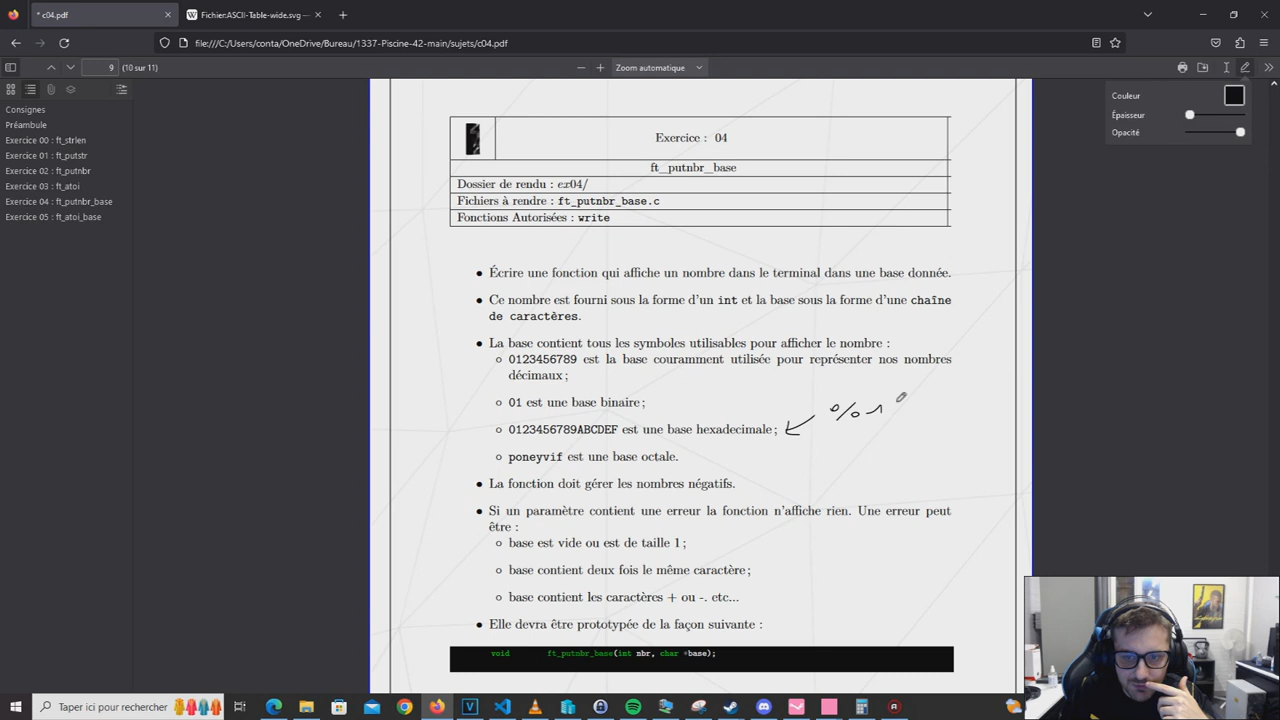 * c04.pdf
Fichier:ASCII-Table-wide.svg —
file:///C:/Users/conta/OneDrive/Bureau/1337-Piscine-42-main/sujets/c04.pdf
9 (10 sur 11)
Zoom automatique
Consignes
Préambule
Exercice 00 : ft_strlen
Exercice 01 : ft_putstr
Exercice 02 : ft_putnbr
Exercice 03 : ft_atoi
Exercice 04 : ft_putnbr_base
Exercice 05 : ft_atoi_base
Couleur
Épaisseur
Opacité
Exercice : 04
ft_putnbr_base
Dossier de rendu : ex04/
Fichiers à rendre : ft_putnbr_base.c
Fonctions Autorisées : write
• Écrire une fonction qui affiche un nombre dans le terminal dans une base donnée.
• Ce nombre est fourni sous la forme d'un int et la base sous la forme d'une chaîne
de caractères.
• La base contient tous les symboles utilisables pour afficher le nombre :
◦ 0123456789 est la base couramment utilisée pour représenter nos nombres
décimaux ;
◦ 01 est une base binaire ;
◦ 0123456789ABCDEF est une base hexadecimale ;
% 1
◦ poneyvif est une base octale.
• La fonction doit gérer les nombres négatifs.
• Si un paramètre contient une erreur la fonction n'affiche rien. Une erreur peut
être :
◦ base est vide ou est de taille 1 ;
◦ base contient deux fois le même caractère ;
◦ base contient les caractères + ou -. etc...
• Elle devra être prototypée de la façon suivante :
void ft_putnbr_base(int nbr, char *base);
Taper ici pour rechercher